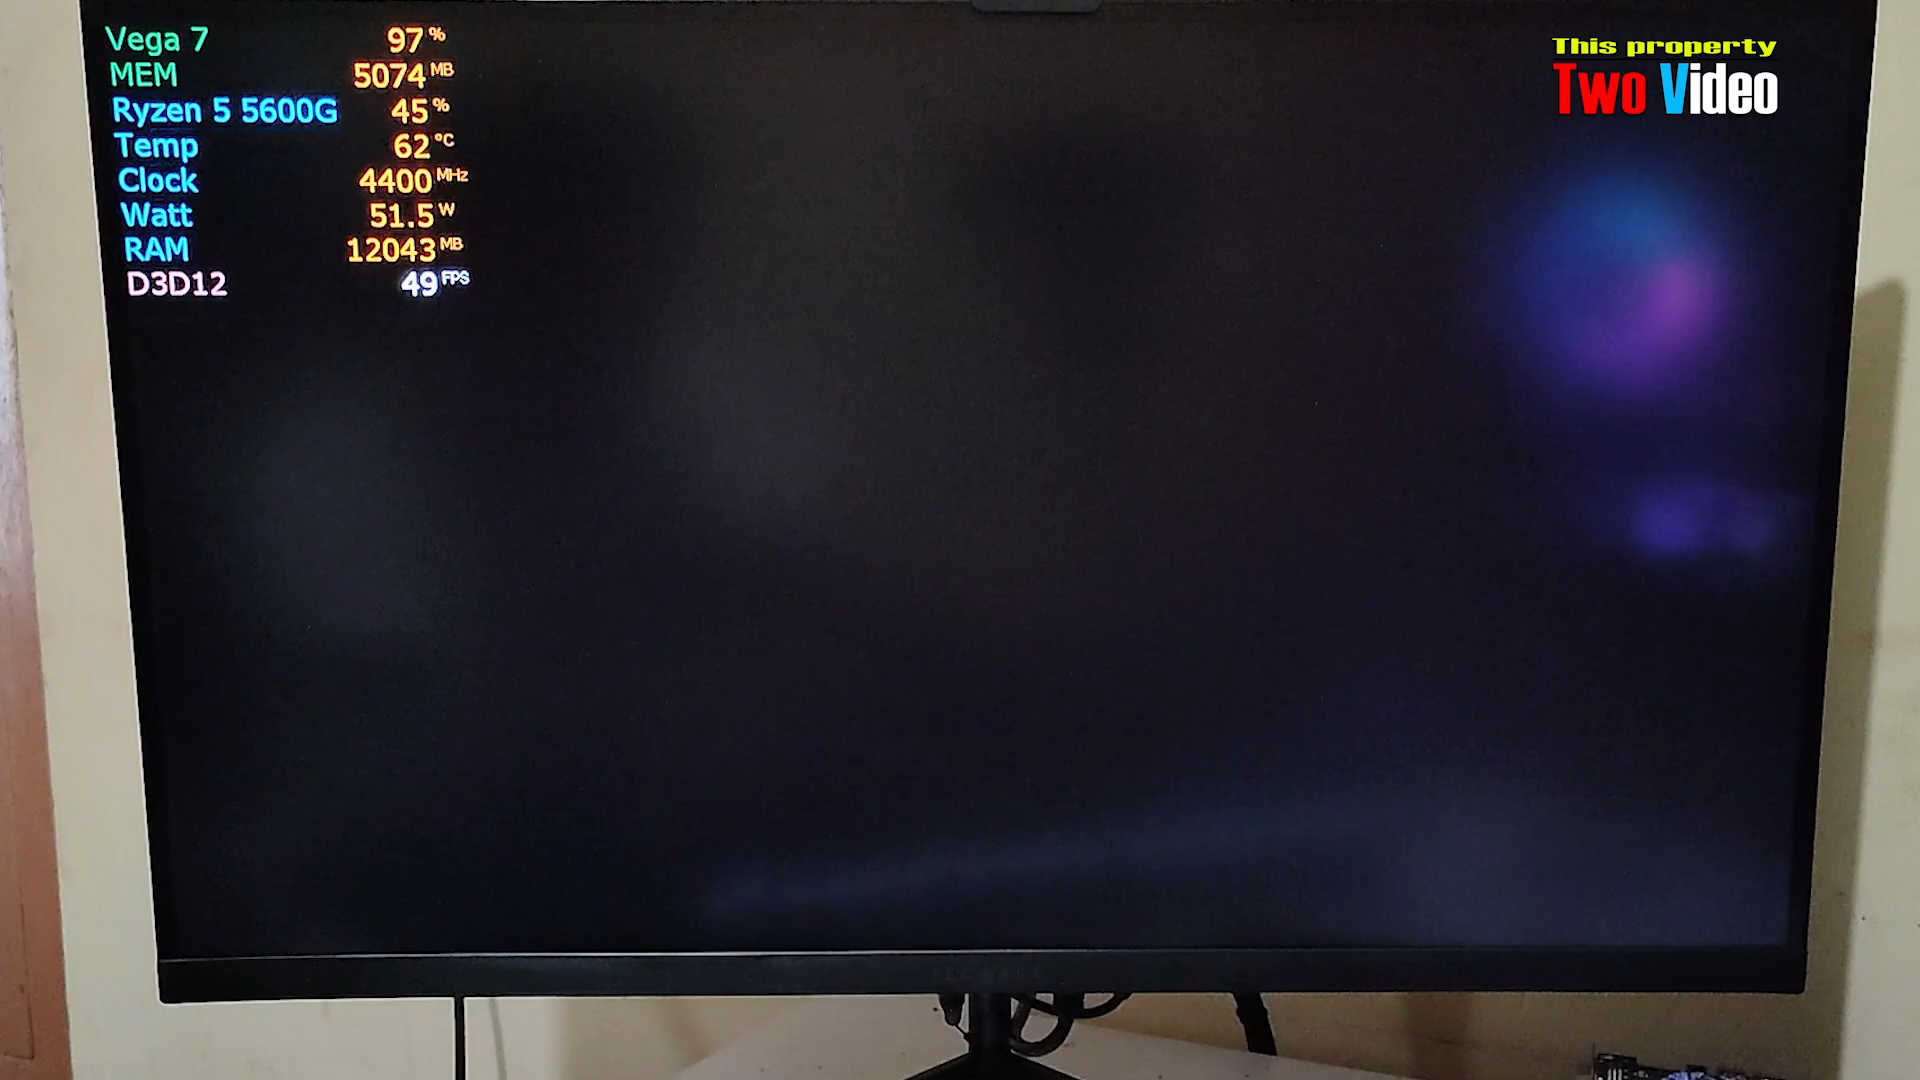 Vega 7 97 %
MEM 5074 MB
Ryzen 5 5600G 45 %
Temp 62 °C
Clock 4400 MHz
Watt 51.5 W
RAM 12043 MB
D3D12 49 FPS
This property
Two Video